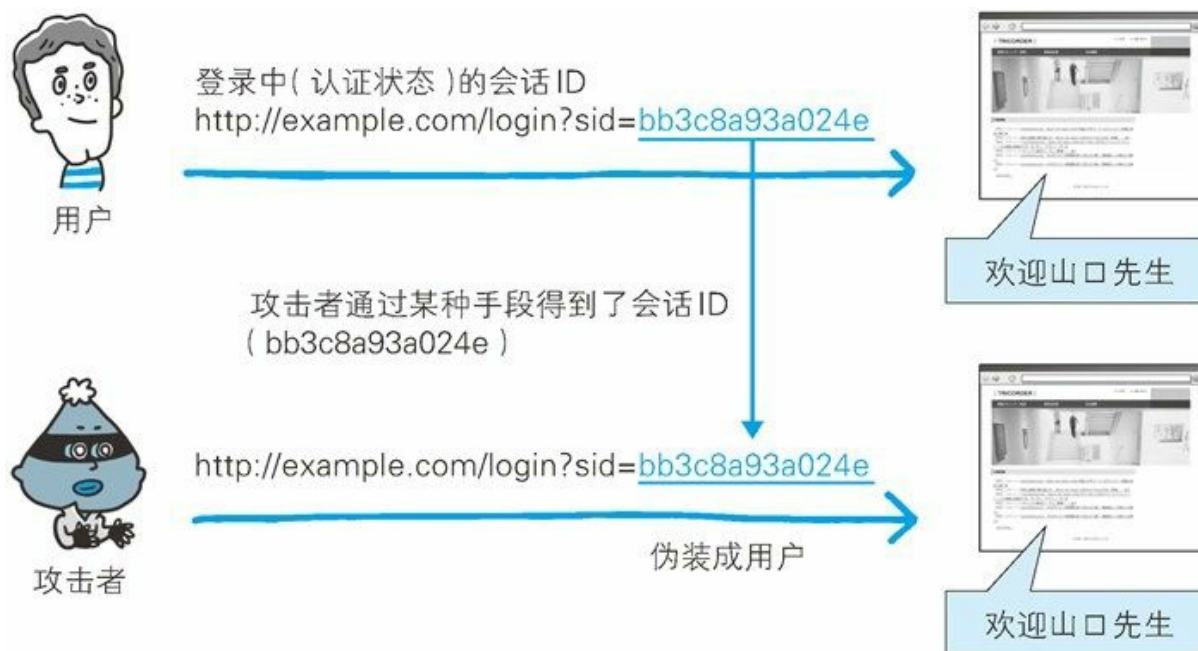 登录中(认证状态)的会话ID
http://example.com/login?sid=bb3c8a93a024e
用户
欢迎山口先生
攻击者通过某种手段得到了会话ID
(bb3c8a93a024e)
http://example.com/login?sid=bb3c8a93a024e
伪装成用户
攻击者
欢迎山口先生